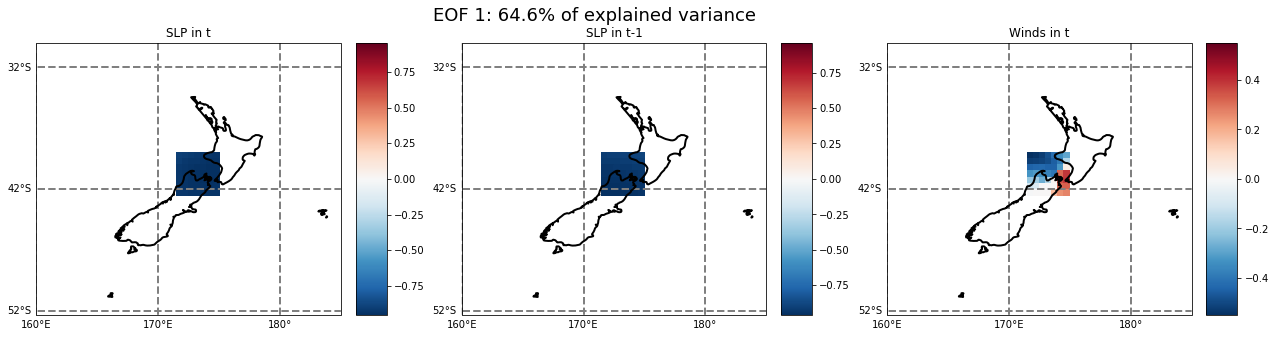 EOF 1: 64.6% of explained variance
SLP in t
32°S
42°S
52°S
160°E
170°E
180°
0.75
0.50
0.25
0.00
−0.25
−0.50
−0.75
SLP in t-1
32°S
42°S
52°S
160°E
170°E
180°
0.75
0.50
0.25
0.00
−0.25
−0.50
−0.75
Winds in t
32°S
42°S
52°S
160°E
170°E
180°
0.4
0.2
0.0
−0.2
−0.4